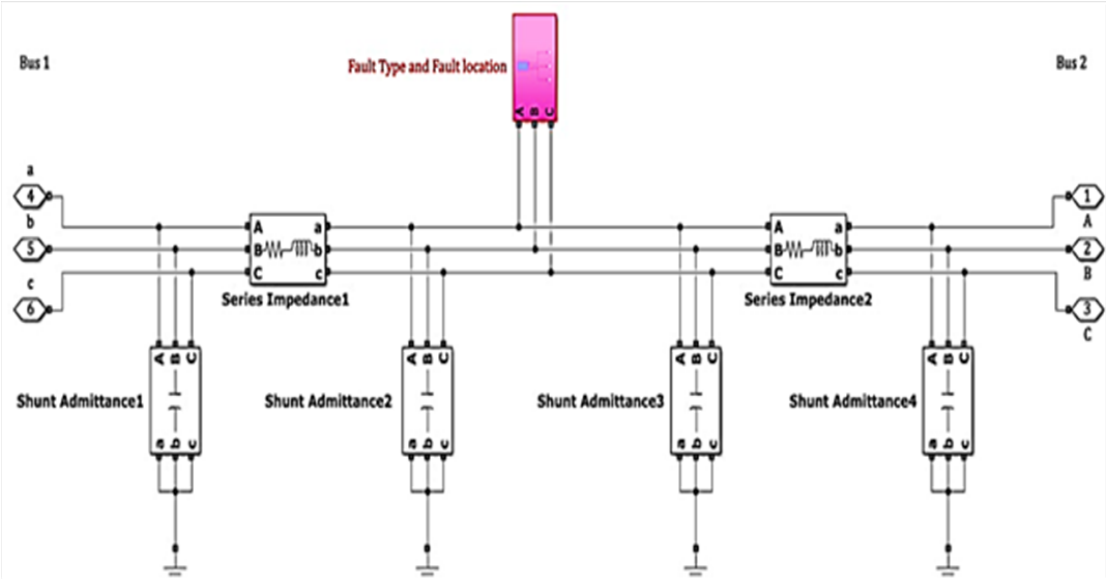 Bus 1
Fault Type and Fault location
Bus 2
A B C
a
4
b
5
c
6
A a
B b
C c
Series Impedance1
A a
B b
C c
Series Impedance2
1
A
2
B
3
C
A B C
Shunt Admittance1
a b c
A B C
Shunt Admittance2
a b c
A B C
Shunt Admittance3
a b c
A B C
Shunt Admittance4
a b c